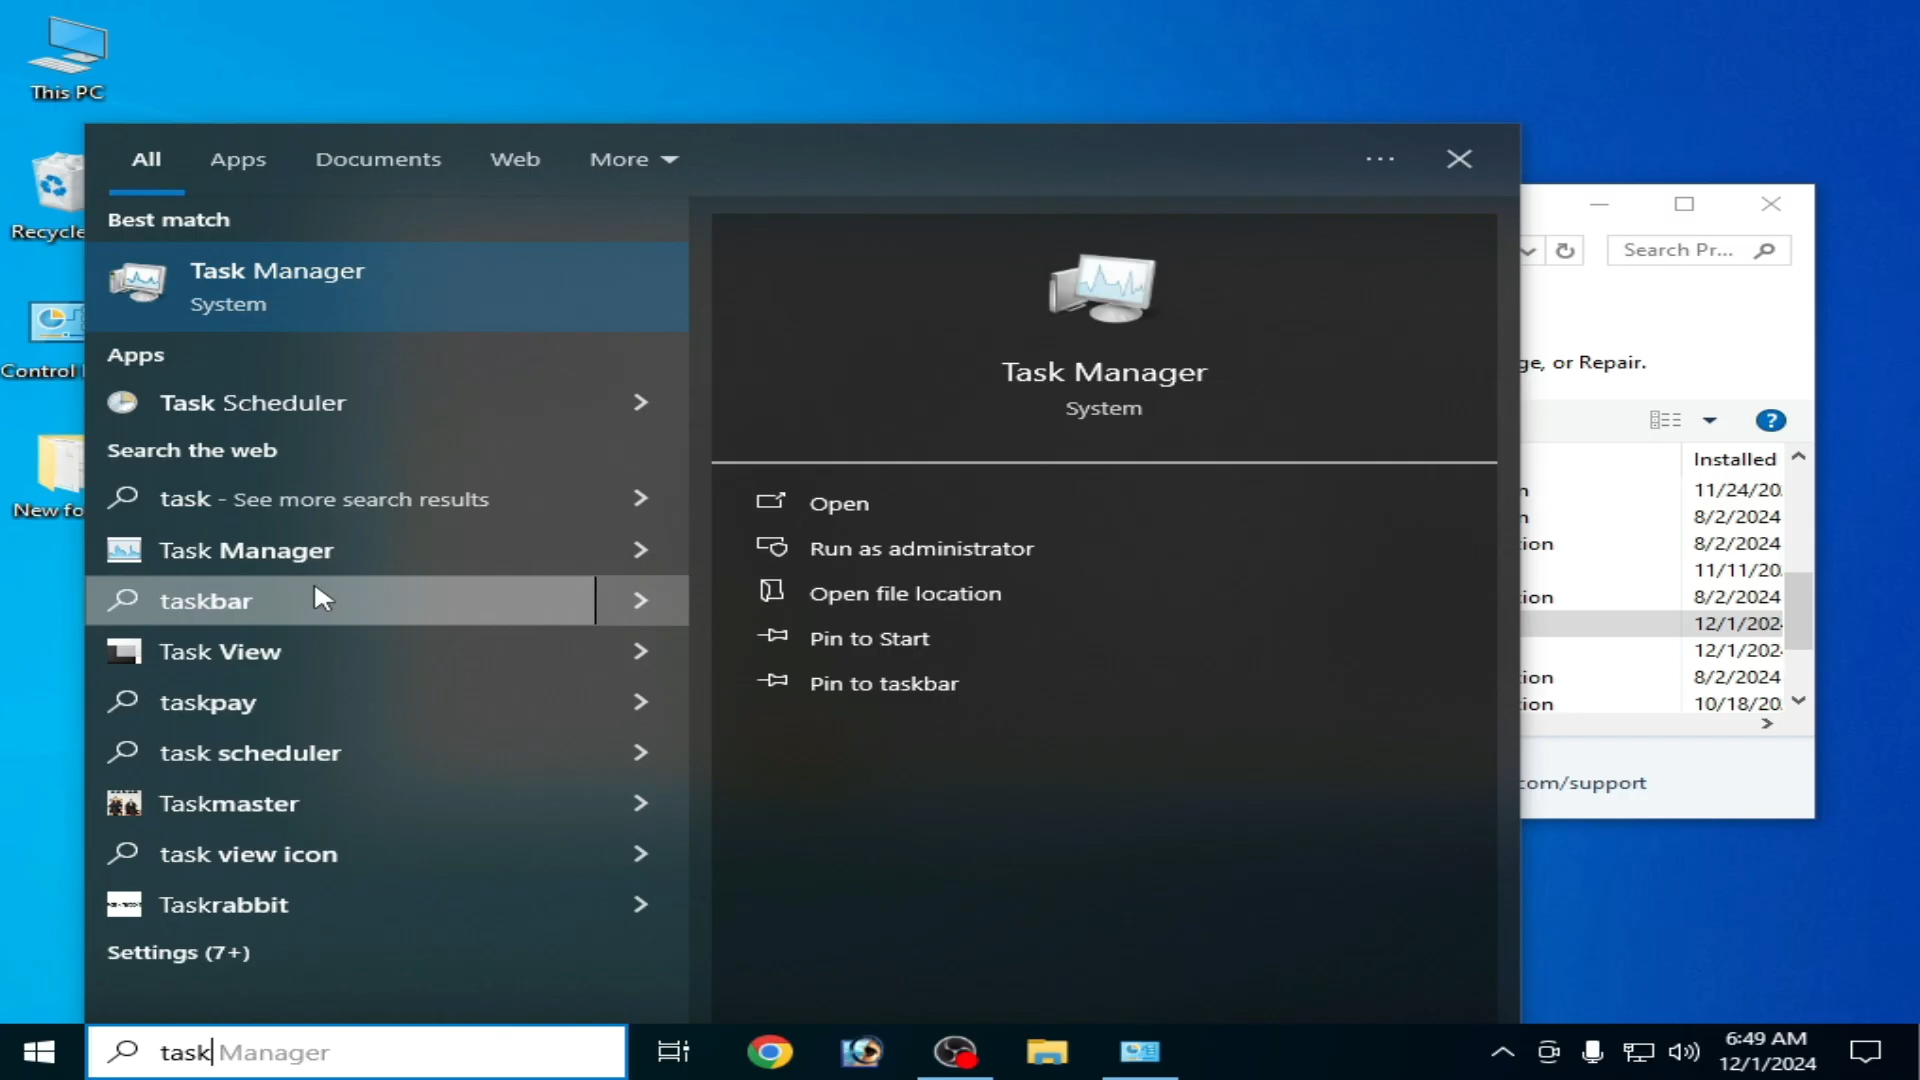 This PC
Recycle
Control
New fo
All Apps Documents Web More
Best match
Task Manager
System
Apps
Task Scheduler
Search the web
task - See more search results
Task Manager
taskbar
Task View
taskpay
task scheduler
Taskmaster
task view icon
Taskrabbit
Settings (7+)
Task Manager
System
Open
Run as administrator
Open file location
Pin to Start
Pin to taskbar
Search Pr...
ge, or Repair.
Installed
n 11/24/20
n 8/2/2024
tion 8/2/2024
11/11/20
ion 8/2/2024
12/1/202
12/1/202
tion 8/2/2024
ion 10/18/20
com/support
task Manager
6:49 AM
12/1/2024